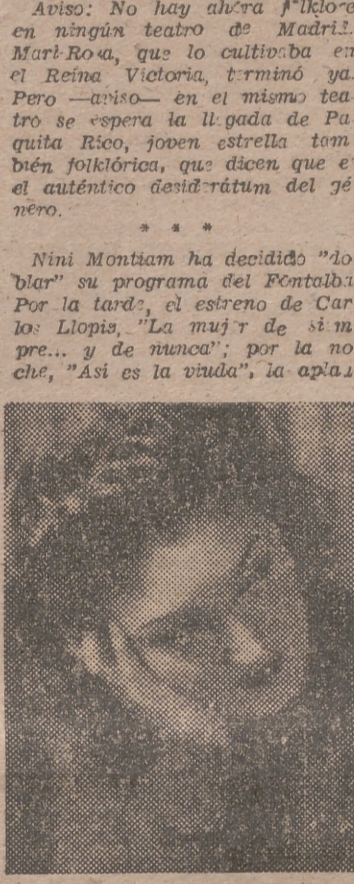 Aviso: No hay ahora folklore
en ningún teatro de Madrid.
Mari-Rosa, que lo cultivaba en
el Reina Victoria, terminó ya.
Pero —aviso— en el mismo tea
tro se espera la llegada de Pa
quita Rico, joven estrella tam
bién folklórica, que dicen que e
el auténtico desiderátum del gé
nero.
* * *
Nini Montiam ha decidido "do
blar" su programa del Fontalba
Por la tarde, el estreno de Car
los Llopis, "La mujer de siem
pre... y de nunca"; por la no
che, "Así es la viuda", la aplau